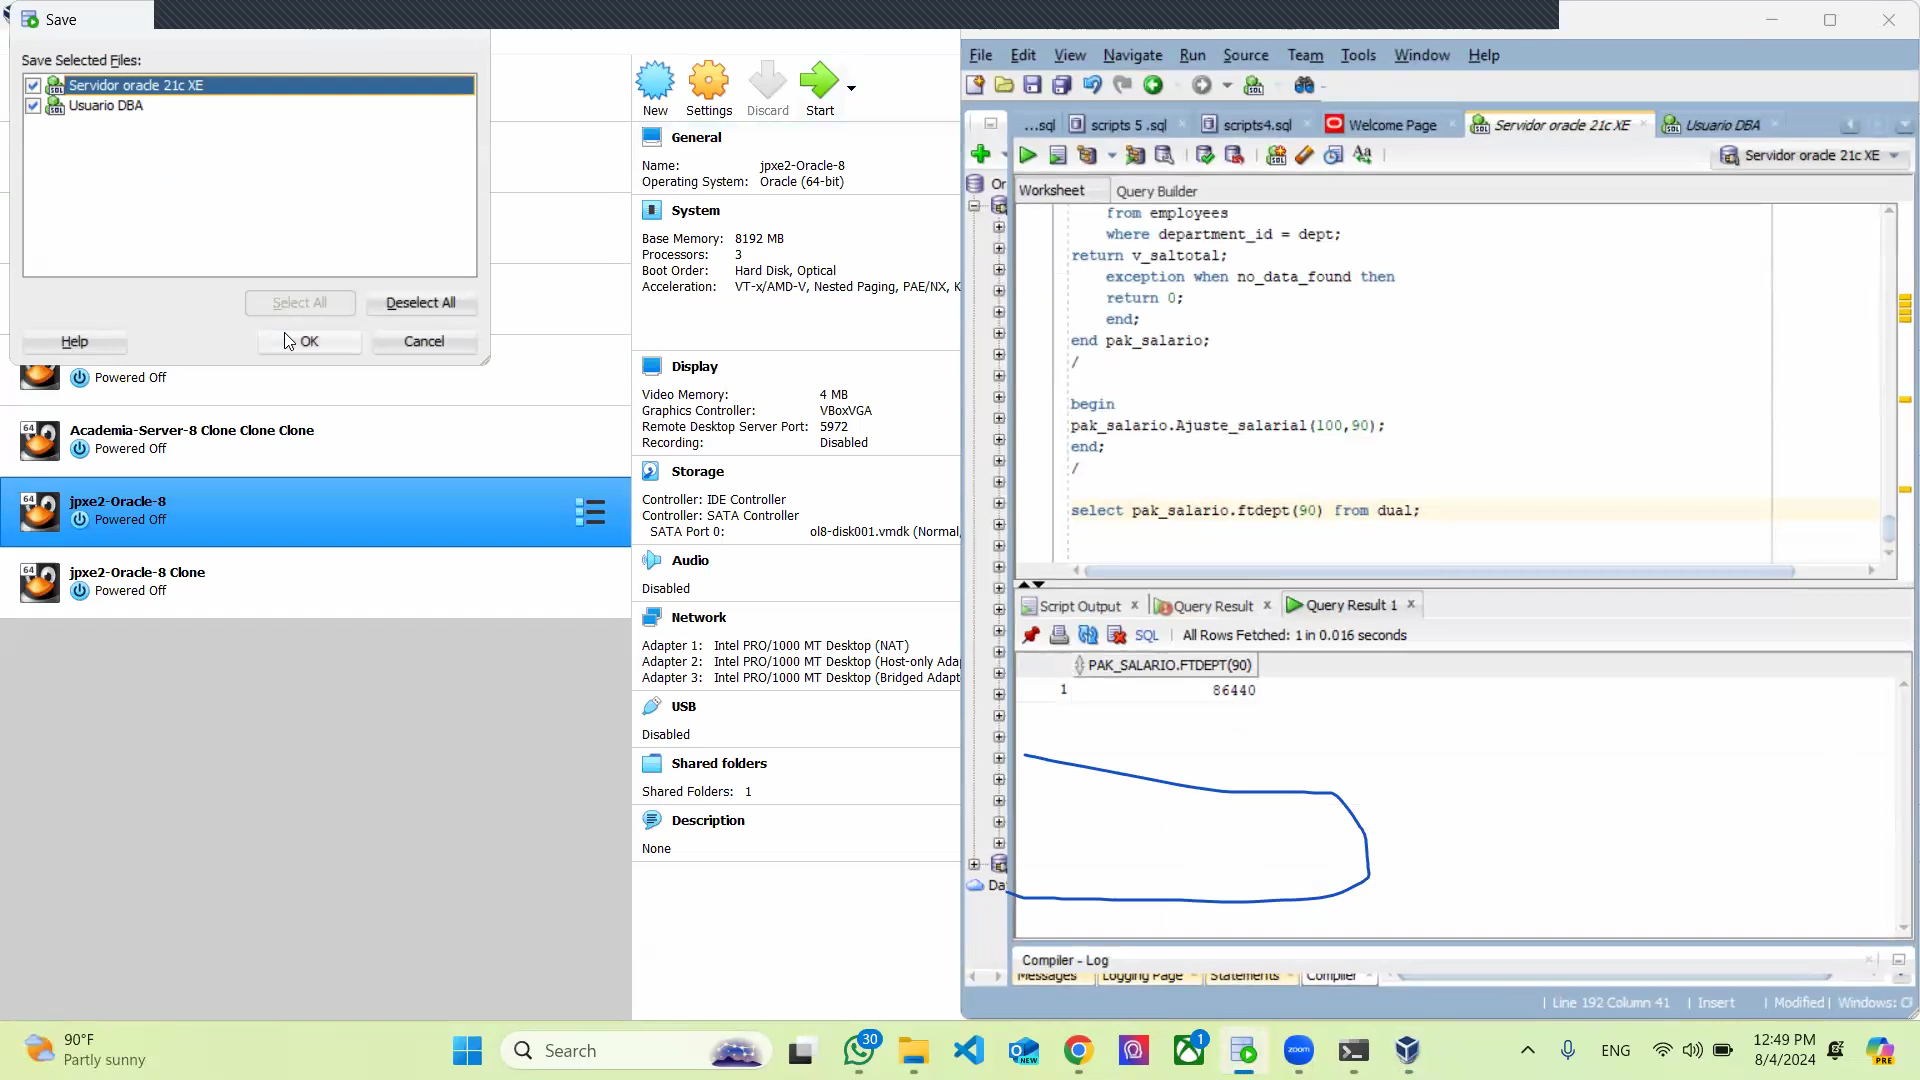 Save
Save Selected Files:
Servidor oracle 21c XE
Usuario DBA
Select All
Deselect All
Help
OK
Cancel
Powered Off
Academia-Server-8 Clone Clone Clone
Powered Off
jpxe2-Oracle-8
Powered Off
jpxe2-Oracle-8 Clone
Powered Off
New
Settings
Discard
Start
General
Name: jpxe2-Oracle-8
Operating System: Oracle (64-bit)
System
Base Memory: 8192 MB
Processors: 3
Boot Order: Hard Disk, Optical
Acceleration: VT-x/AMD-V, Nested Paging, PAE/NX, K
Display
Video Memory: 4 MB
Graphics Controller: VBoxVGA
Remote Desktop Server Port: 5972
Recording: Disabled
Storage
Controller: IDE Controller
Controller: SATA Controller
SATA Port 0: ol8-disk001.vmdk (Normal,
Audio
Disabled
Network
Adapter 1: Intel PRO/1000 MT Desktop (NAT)
Adapter 2: Intel PRO/1000 MT Desktop (Host-only Ada
Adapter 3: Intel PRO/1000 MT Desktop (Bridged Adapt
USB
Disabled
Shared folders
Shared Folders: 1
Description
None
File Edit View Navigate Run Source Team Tools Window Help
...sql scripts 5 .sql scripts4.sql Welcome Page Servidor oracle 21c XE Usuario DBA
Servidor oracle 21c XE
Worksheet Query Builder
Or
Da
from employees
where department_id = dept;
return v_saltotal;
exception when no_data_found then
return 0;
end;
end pak_salario;
/
begin
pak_salario.Ajuste_salarial(100,90);
end;
/
select pak_salario.ftdept(90) from dual;
Script Output Query Result Query Result 1
SQL All Rows Fetched: 1 in 0.016 seconds
PAK_SALARIO.FTDEPT(90)
1 86440
Compiler - Log
Messages Logging Page Statements Compiler
Line 192 Column 41 Insert Modified Windows: C
90°F
Partly sunny
Search
30
NEW
1
zoom
ENG
12:49 PM
8/4/2024
PRE